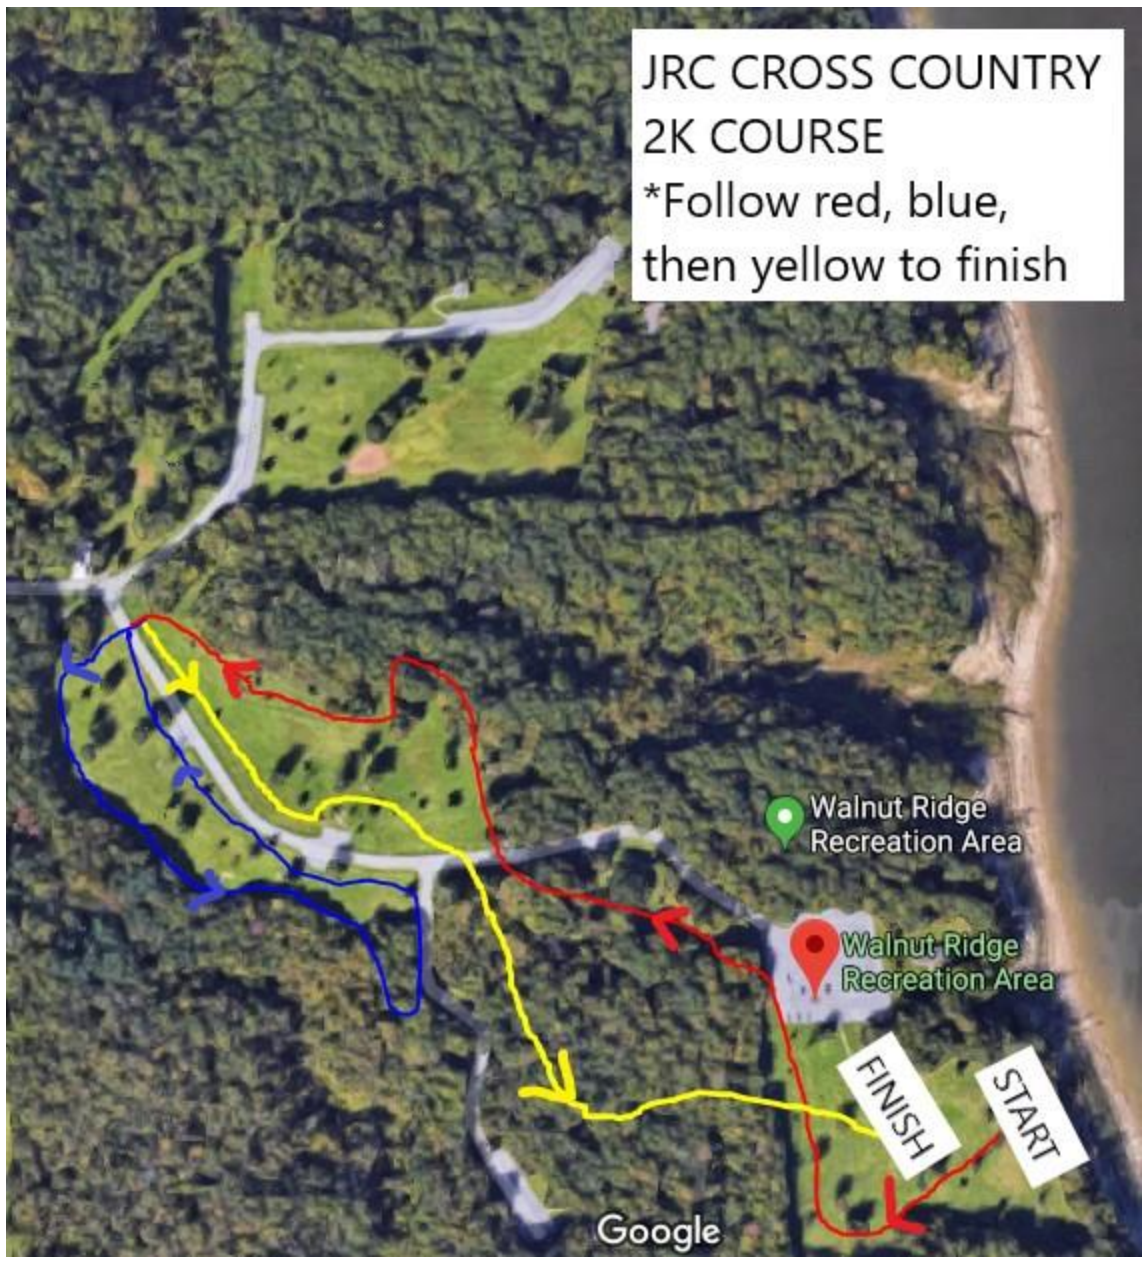 JRC CROSS COUNTRY
2K COURSE
*Follow red, blue,
then yellow to finish
Walnut Ridge
Recreation Area
Walnut Ridge
Recreation Area
FINISH
START
Google